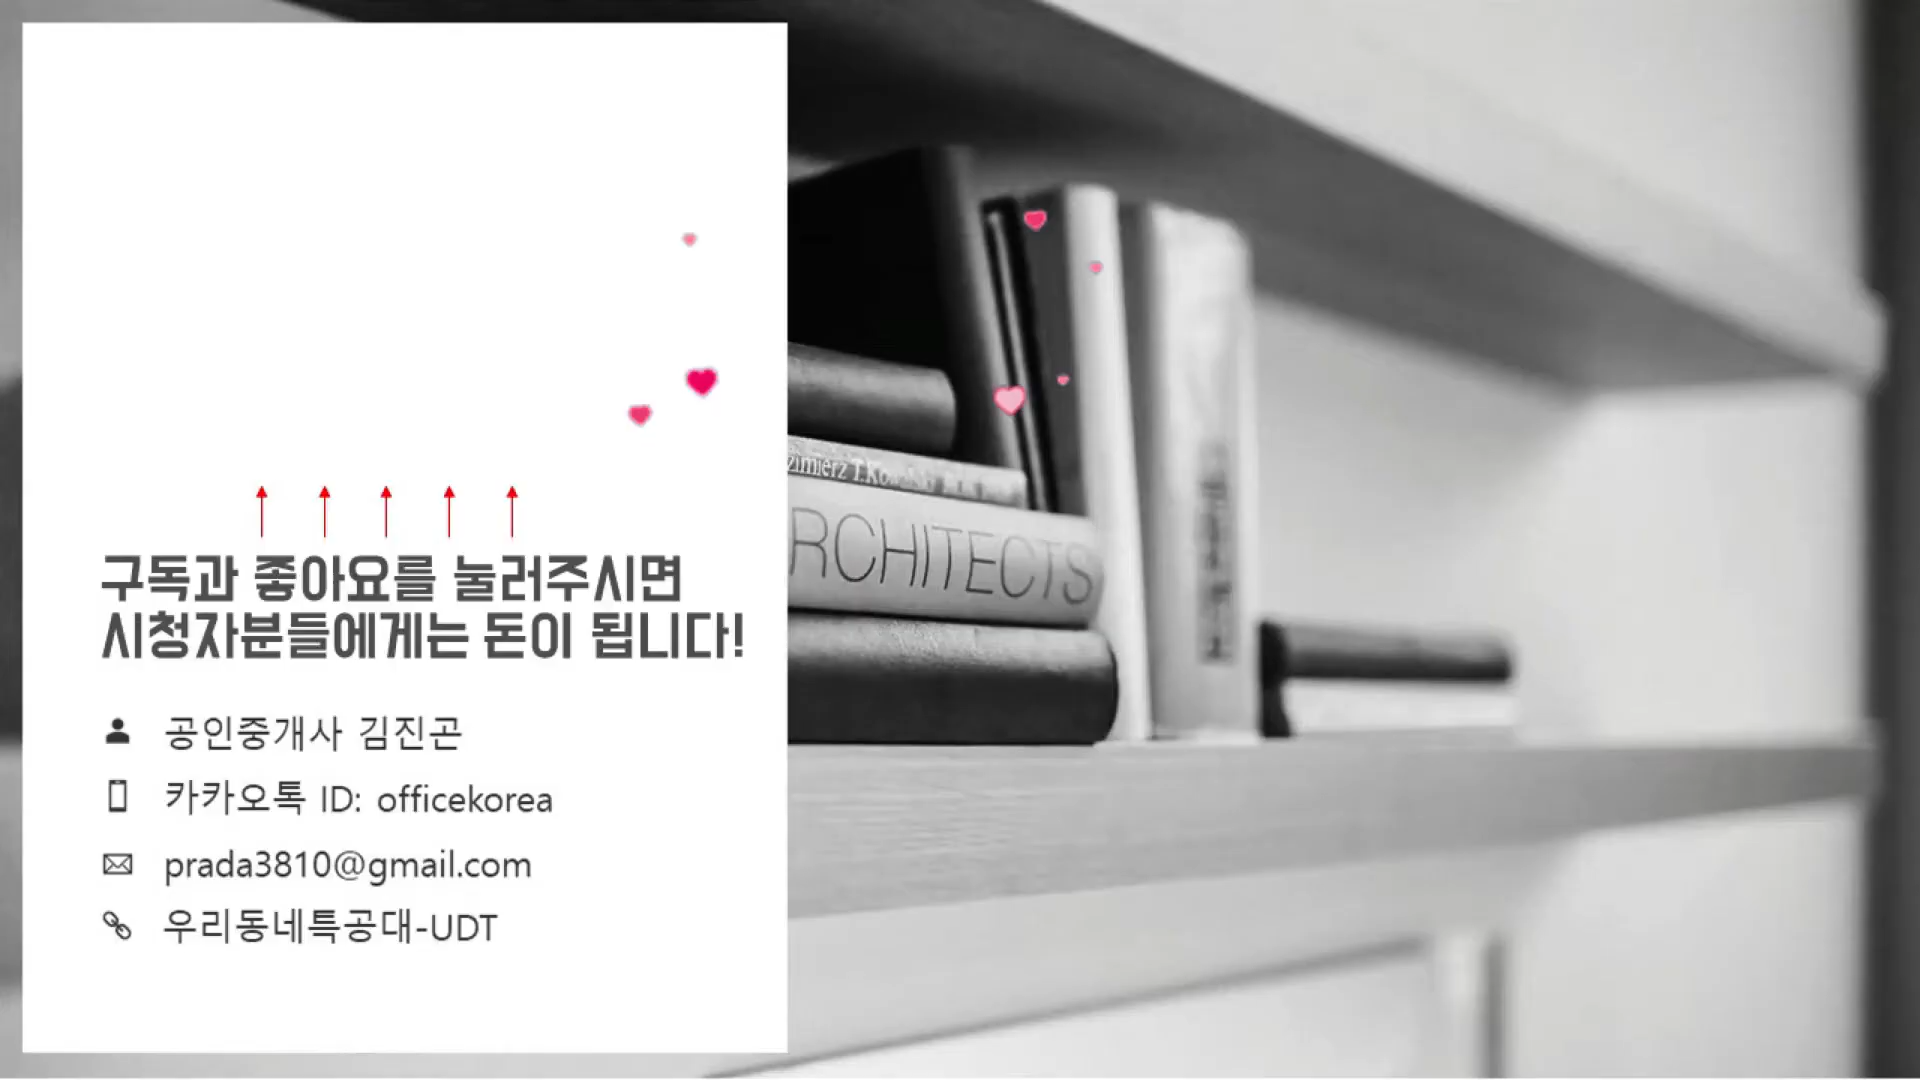 구독과 좋아요를 눌러주시면
시청자분들에게는 돈이 됩니다!
공인중개사 김진곤
카카오톡 ID: officekorea
prada3810@gmail.com
우리동네특공대-UDT
zimierz T.Kowalski
RCHITECTS